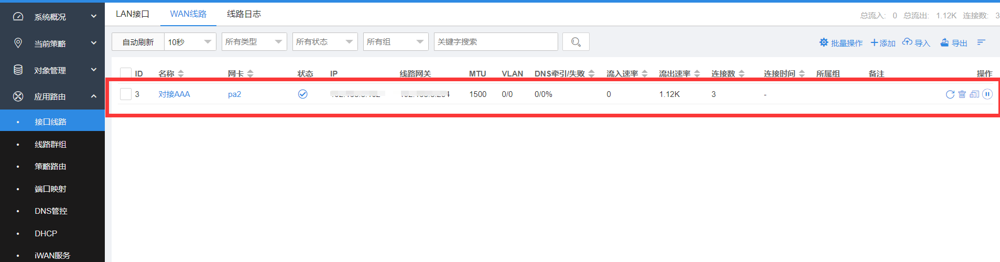 系统概况
当前策略
对象管理
应用路由
接口线路
线路群组
策略路由
端口映射
DNS管控
DHCP
iWAN服务
LAN接口 WAN线路 线路日志
总流入: 0 总流出: 1.12K 连接数: 3
自动刷新 10秒 所有类型 所有状态 所有组 关键字搜索
批量操作 添加 导入 导出
ID 名称 网卡 状态 IP 线路网关 MTU VLAN DNS牵引/失败 流入速率 流出速率 连接数 连接时间 所属组 备注 操作
3 对接AAA pa2 1500 0/0 0/0% 0 1.12K 3 -